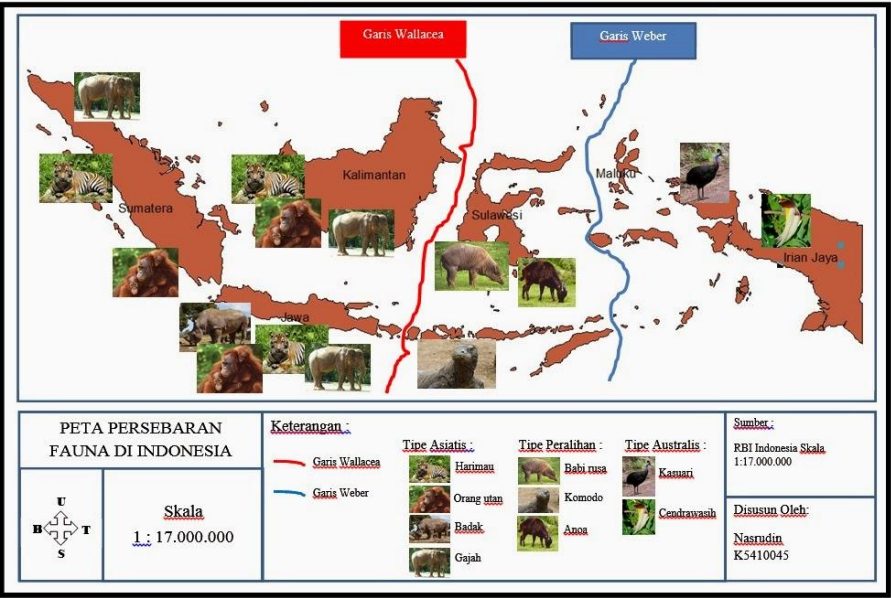 Garis Wallacea
Garis Weber
Kalimantan
Maluku
Sumatera
Sulawesi
Irian Jaya
Jawa
PETA PERSEBARAN
FAUNA DI INDONESIA
U
B
T
S
Skala
1 : 17.000.000
Keterangan :
Garis Wallacea
Garis Weber
Tipe Asiatis :
Harimau
Orang utan
Badak
Gajah
Tipe Peralihan :
Babi rusa
Komodo
Anoa
Tipe Australis :
Kasuari
Cendrawasih
Sumber :
RBI Indonesia Skala
1:17.000.000
Disusun Oleh:
Nasrudin
K5410045